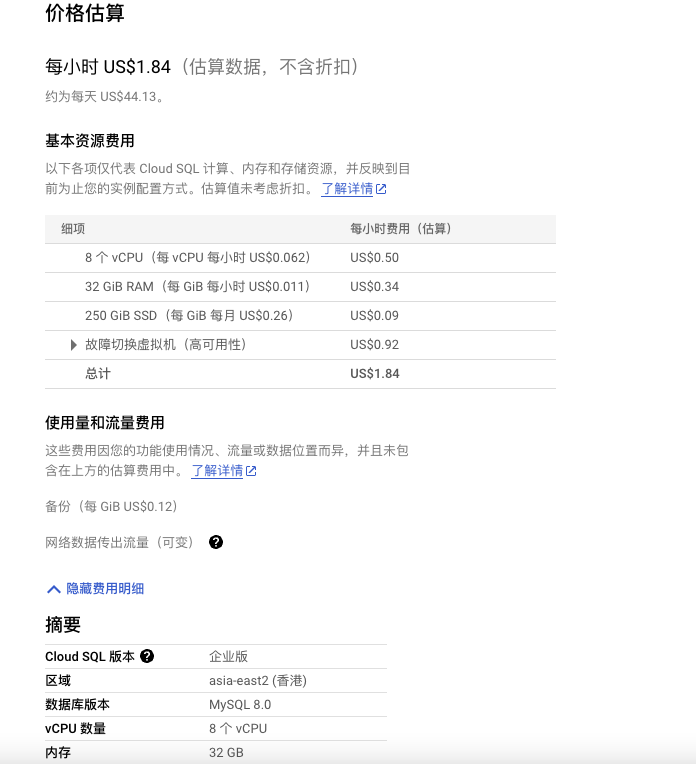 价格估算
每小时 US$1.84（估算数据，不含折扣）
约为每天 US$44.13。
基本资源费用
以下各项仅代表 Cloud SQL 计算、内存和存储资源，并反映到目
前为止您的实例配置方式。估算值未考虑折扣。 了解详情
细项 每小时费用（估算）
8 个 vCPU（每 vCPU 每小时 US$0.062） US$0.50
32 GiB RAM（每 GiB 每小时 US$0.011） US$0.34
250 GiB SSD（每 GiB 每月 US$0.26） US$0.09
故障切换虚拟机（高可用性） US$0.92
总计 US$1.84
使用量和流量费用
这些费用因您的功能使用情况、流量或数据位置而异，并且未包
含在上方的估算费用中。 了解详情
备份（每 GiB US$0.12）
网络数据传出流量（可变） ?
隐藏费用明细
摘要
Cloud SQL 版本 ? 企业版
区域 asia-east2 (香港)
数据库版本 MySQL 8.0
vCPU 数量 8 个 vCPU
内存 32 GB